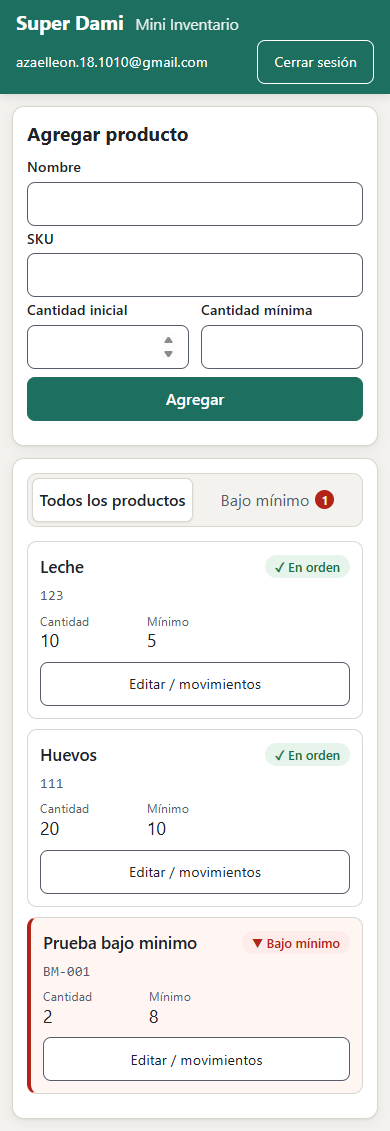 Super Dami Mini Inventario
azaelleon.18.1010@gmail.com Cerrar sesión
Agregar producto
Nombre
SKU
Cantidad inicial Cantidad mínima
Agregar
Todos los productos Bajo mínimo 1
Leche ✓ En orden
123
Cantidad Mínimo
10 5
Editar / movimientos
Huevos ✓ En orden
111
Cantidad Mínimo
20 10
Editar / movimientos
Prueba bajo minimo ▼ Bajo mínimo
BM-001
Cantidad Mínimo
2 8
Editar / movimientos